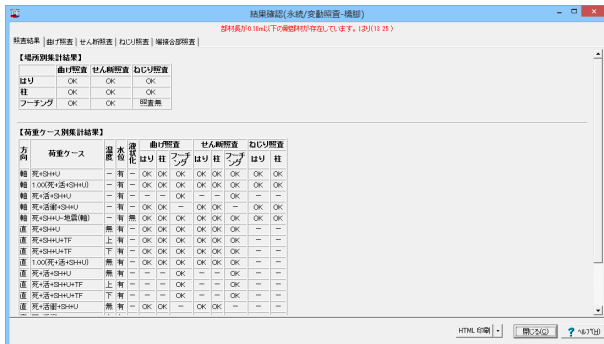 結果確認(永続/変動照査-橋脚)
部材長が0.10m以下の剛域部材が存在しています。はり(13 25 )
照査結果 曲げ照査 せん断照査 ねじり照査 端接合部照査
【場所別集計結果】
曲げ照査 せん断照査 ねじり照査
はり OK OK OK
柱 OK OK OK
フーチング OK OK 照査無
【荷重ケース別集計結果】
方向 荷重ケース 温度 水位 液状化 曲げ照査 せん断照査 ねじり照査
はり 柱 フーチング はり 柱 フーチング はり 柱
軸 死+SH+U − 有 − OK OK OK OK OK OK OK OK
軸 1.00(死+活+SH+U) − 有 − OK OK OK OK OK OK OK OK
軸 死+活+SH+U − 有 − − − OK − − OK − −
軸 死+活衝+SH+U − 有 − OK OK − OK OK − OK OK
軸 死+SH+U-地震(軸) − 有 無 OK OK OK OK OK OK OK OK
直 死+SH+U 無 有 − OK OK OK OK OK OK − −
直 死+SH+U+TF 上 有 − OK OK OK OK OK OK − −
直 死+SH+U+TF 下 有 − OK OK OK OK OK OK − −
直 1.00(死+活+SH+U) 無 有 − OK OK OK OK OK OK − −
直 死+活+SH+U 無 有 − − − OK − − OK − −
直 死+活+SH+U+TF 上 有 − − − OK − − OK − −
直 死+活+SH+U+TF 下 有 − − − OK − − OK − −
直 死+活衝+SH+U 無 有 − OK OK − OK OK − − −
HTML 印刷 閉じる(C) ? ヘルプ(H)